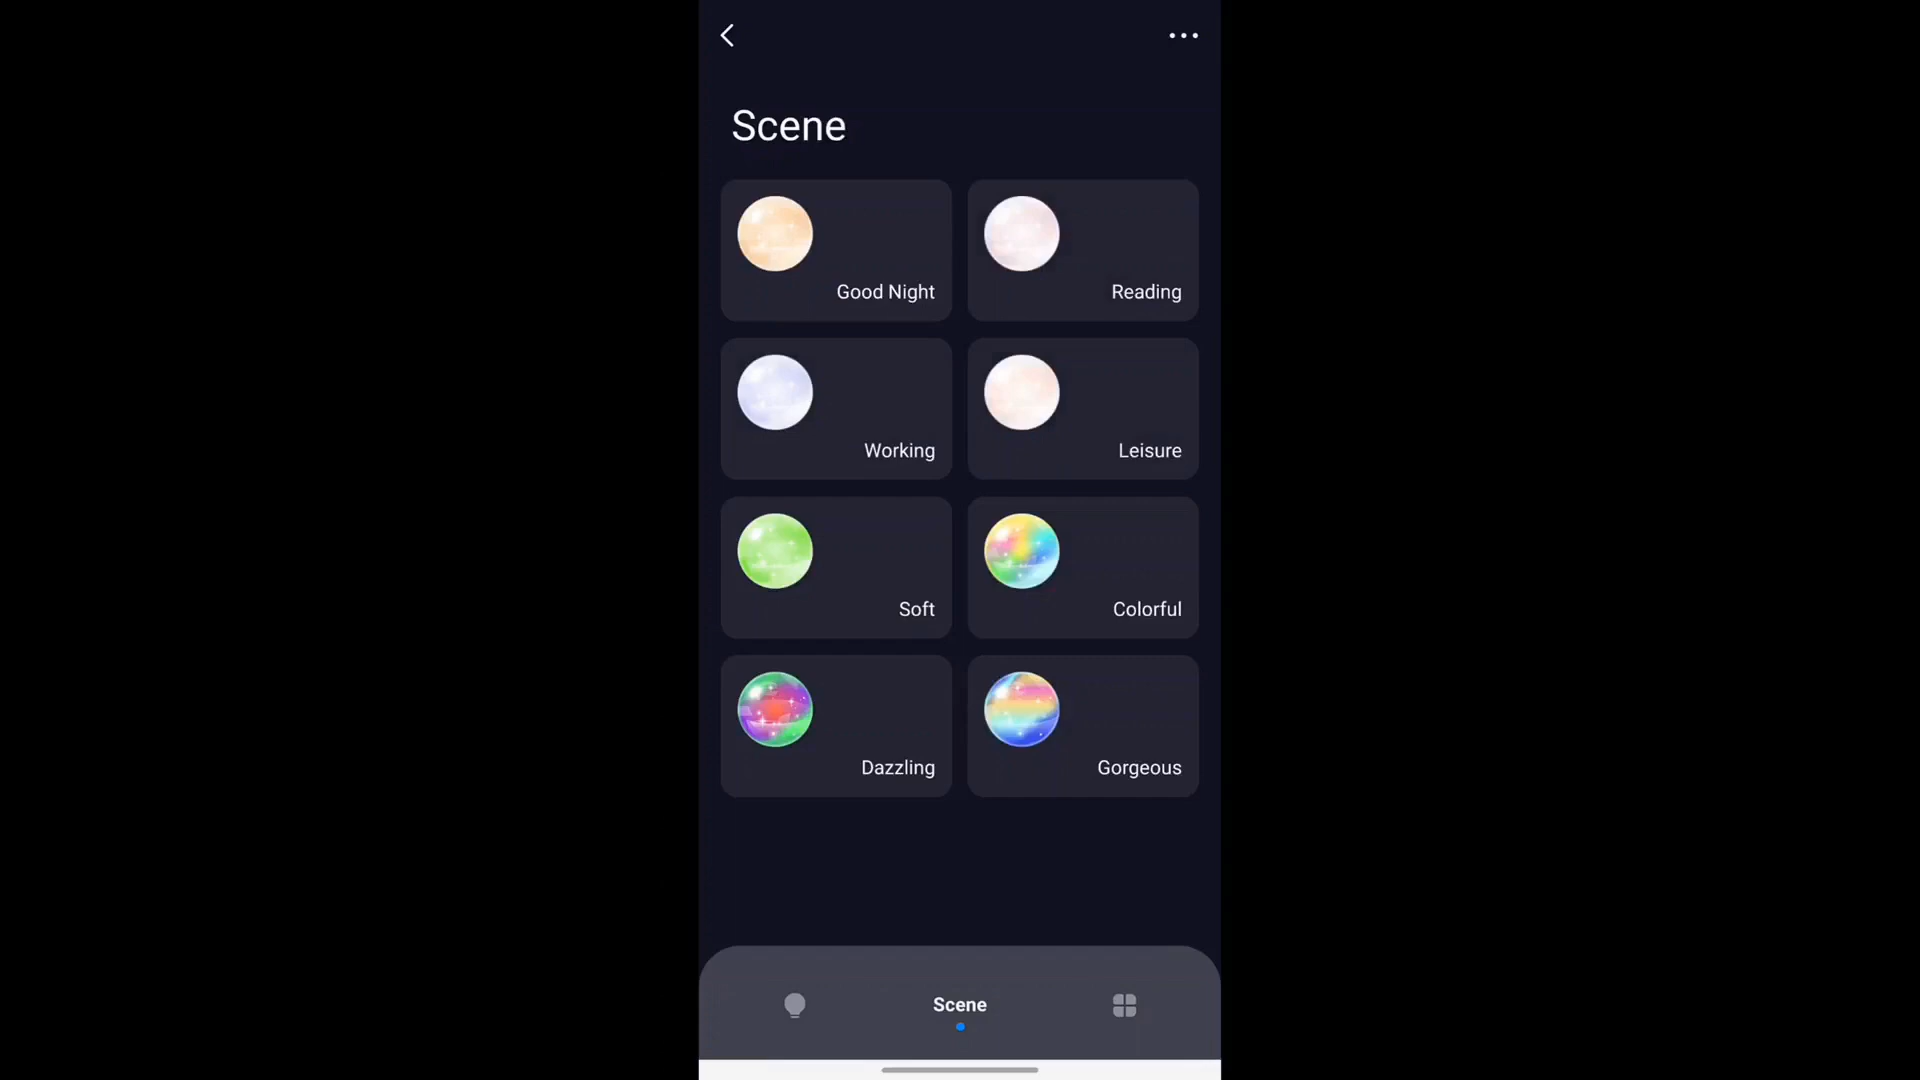 Scene
Good Night
Reading
Working
Leisure
Soft
Colorful
Dazzling
Gorgeous
Scene